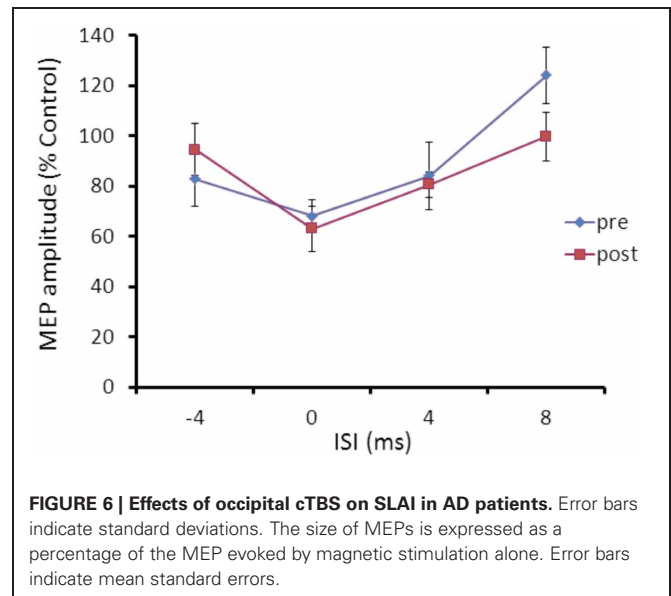 140
120
100
80
60
40
20
0
MEP amplitude (% Control)
-4 0 4 8
ISI (ms)
pre
post
FIGURE 6 | Effects of occipital cTBS on SLAI in AD patients. Error bars
indicate standard deviations. The size of MEPs is expressed as a
percentage of the MEP evoked by magnetic stimulation alone. Error bars
indicate mean standard errors.